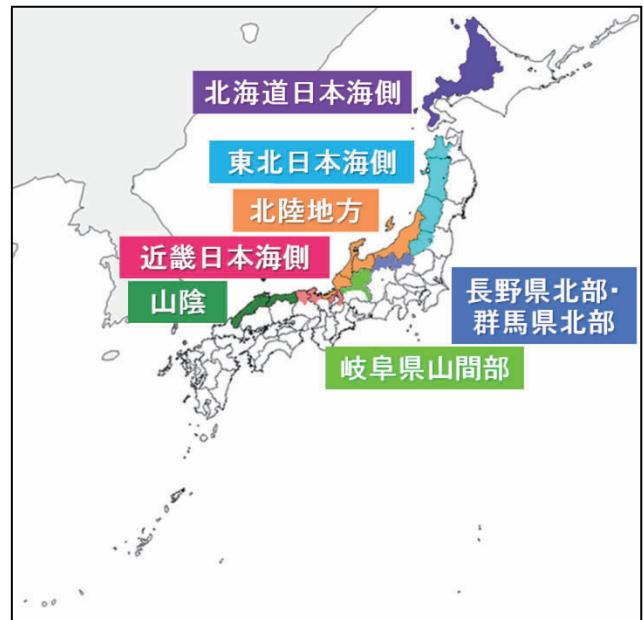 北海道日本海側
東北日本海側
北陸地方
近畿日本海側
山陰
長野県北部・
群馬県北部
岐阜県山間部